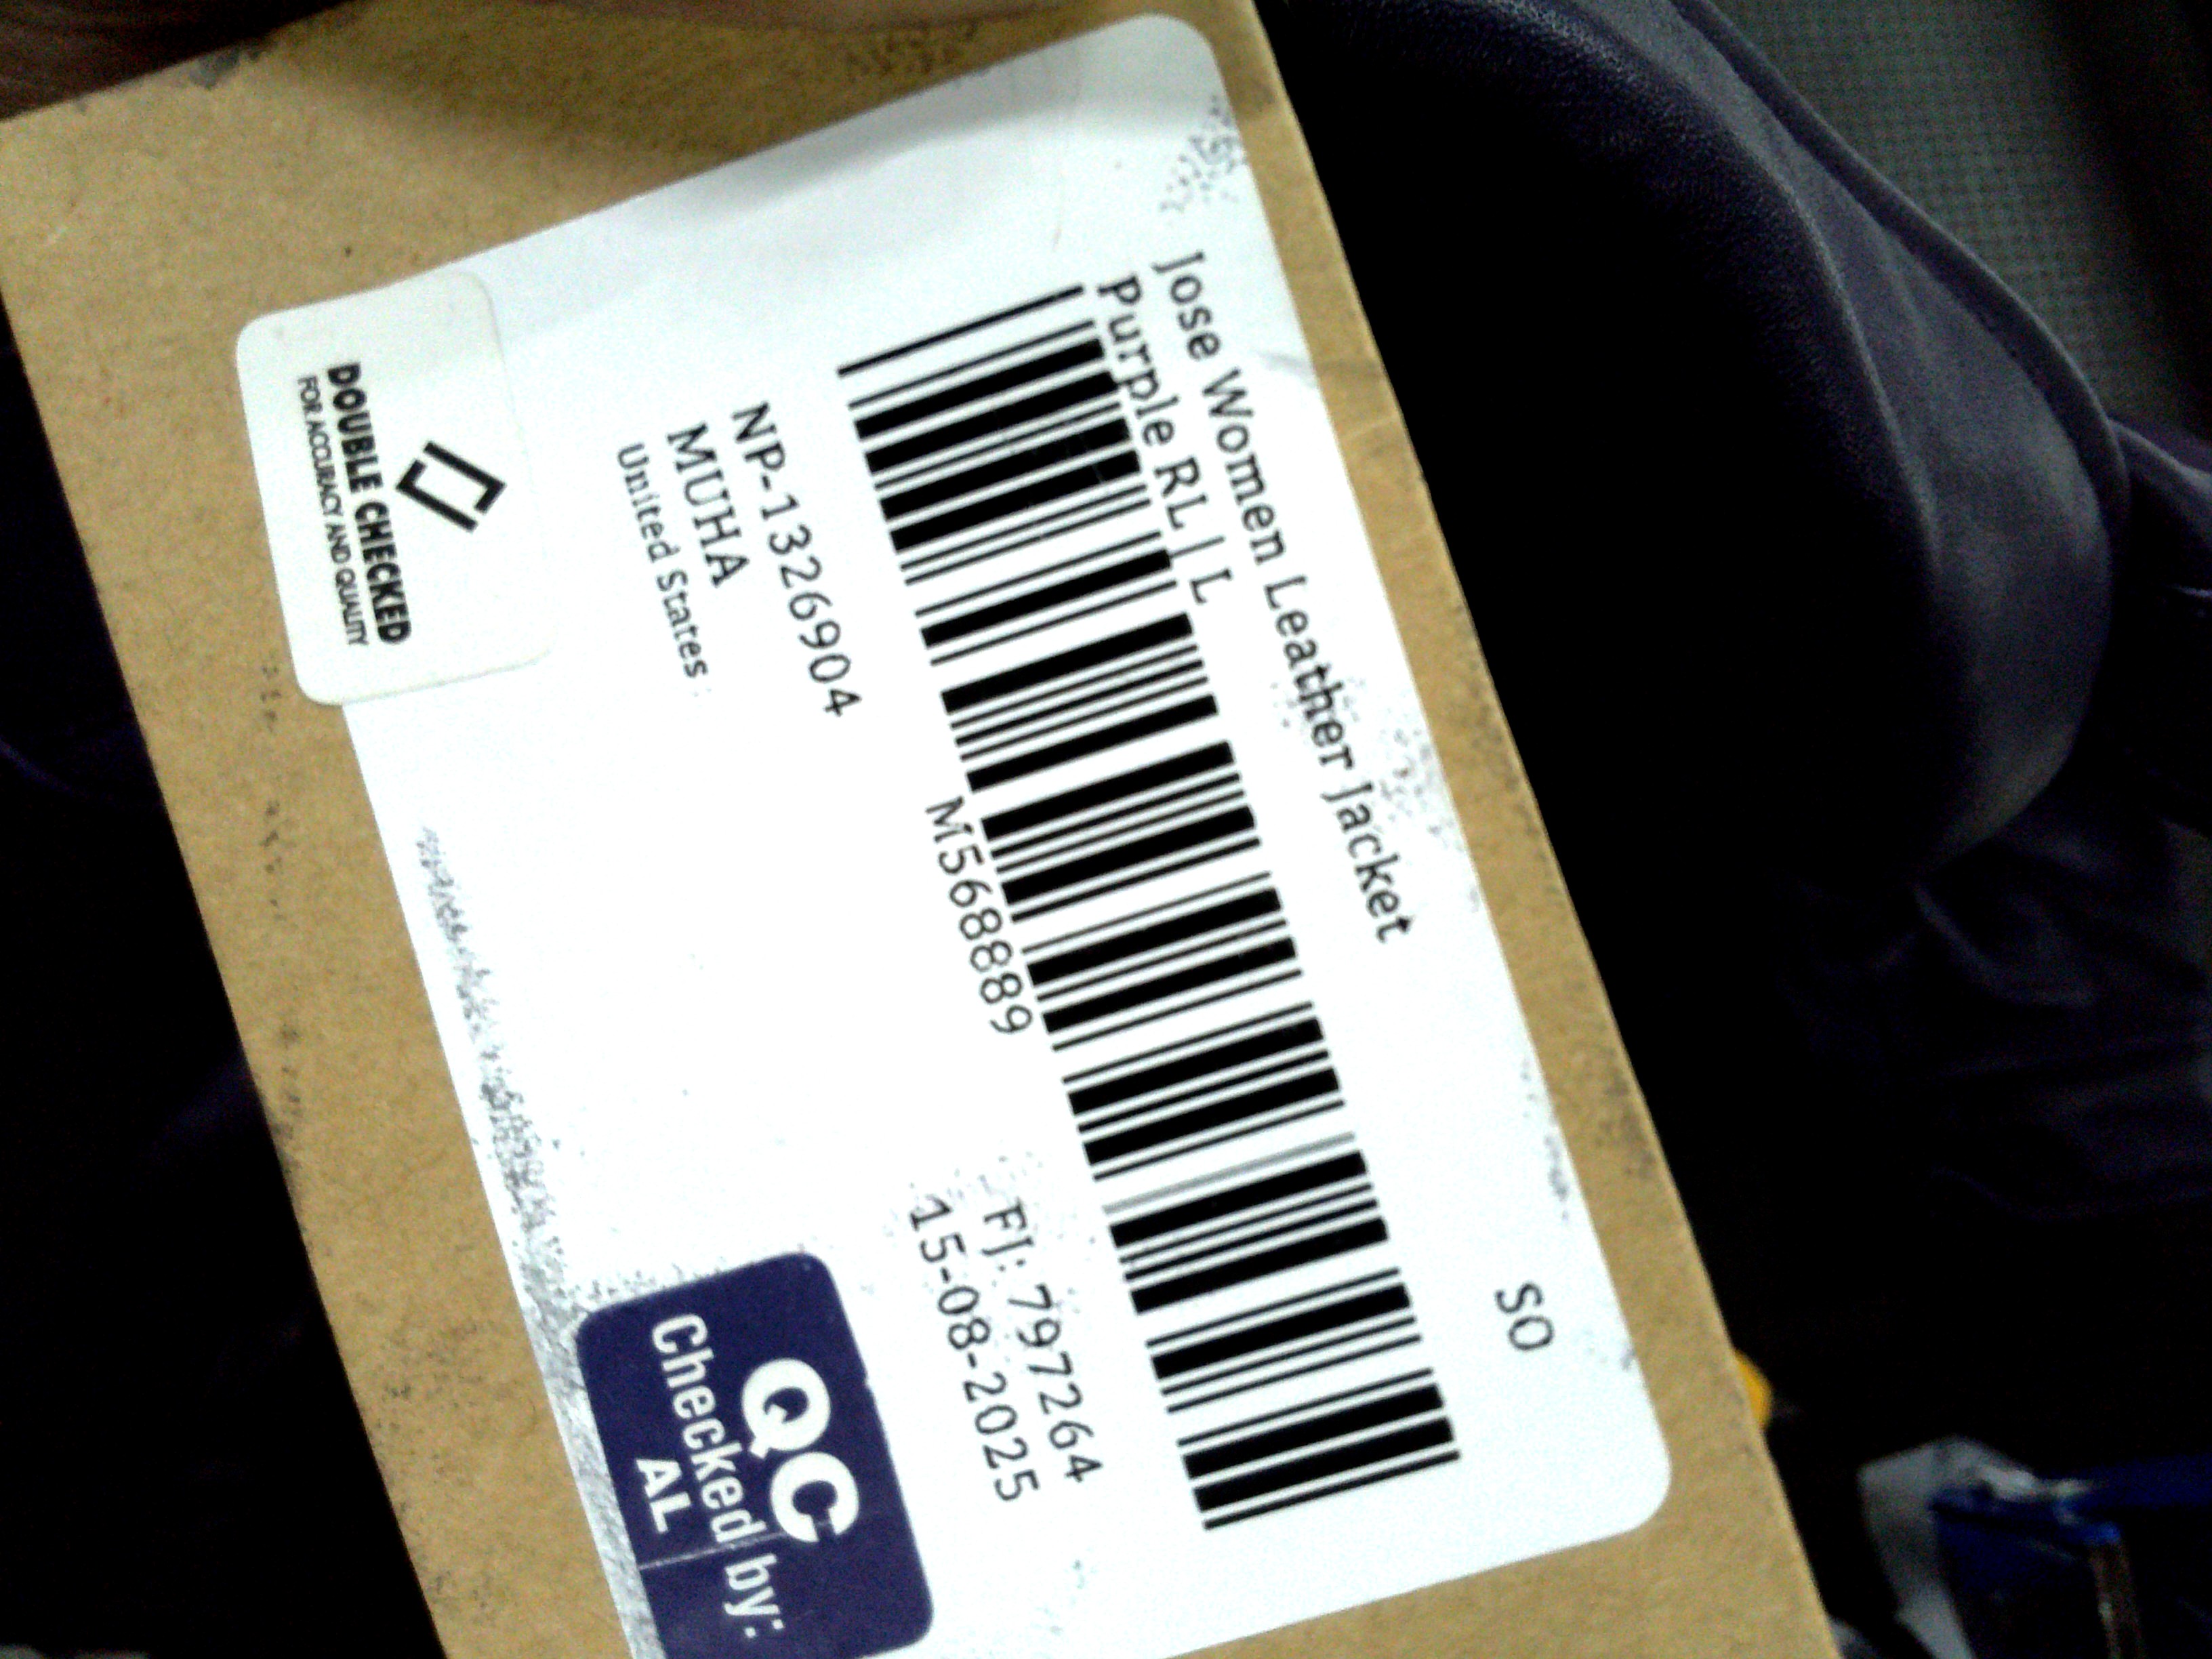 SO
Jose Women Leather Jacket
Purple RL | L
M568889
NP-1326904
MUHA
United States
FJ: 797264
15-08-2025
DOUBLE CHECKED
FOR ACCURACY AND QUALITY
QC
Checked by:
AL